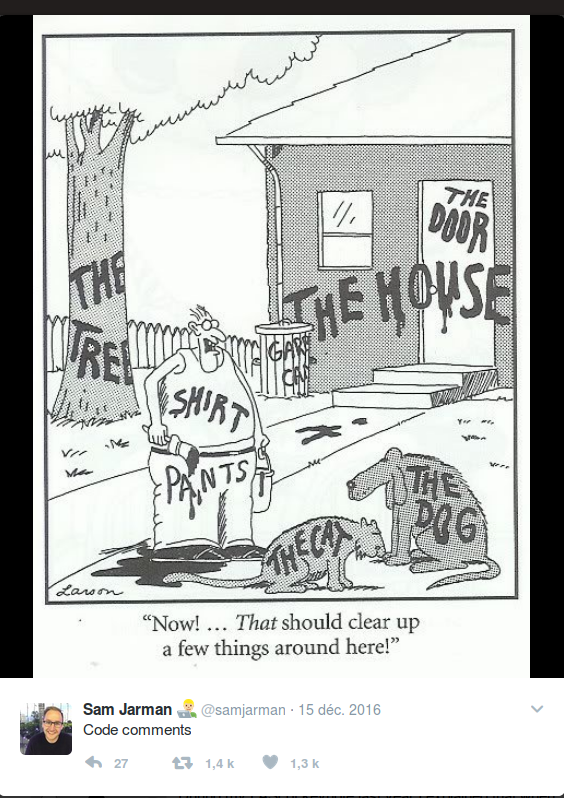 THE
DOOR
THE HOUSE
THE
TREE
GARB
CAN
SHIRT
PANTS
THE
DOG
THE CAT
Larson
“Now! ... That should clear up
a few things around here!”
Sam Jarman @samjarman · 15 déc. 2016
Code comments
27 1,4 k 1,3 k